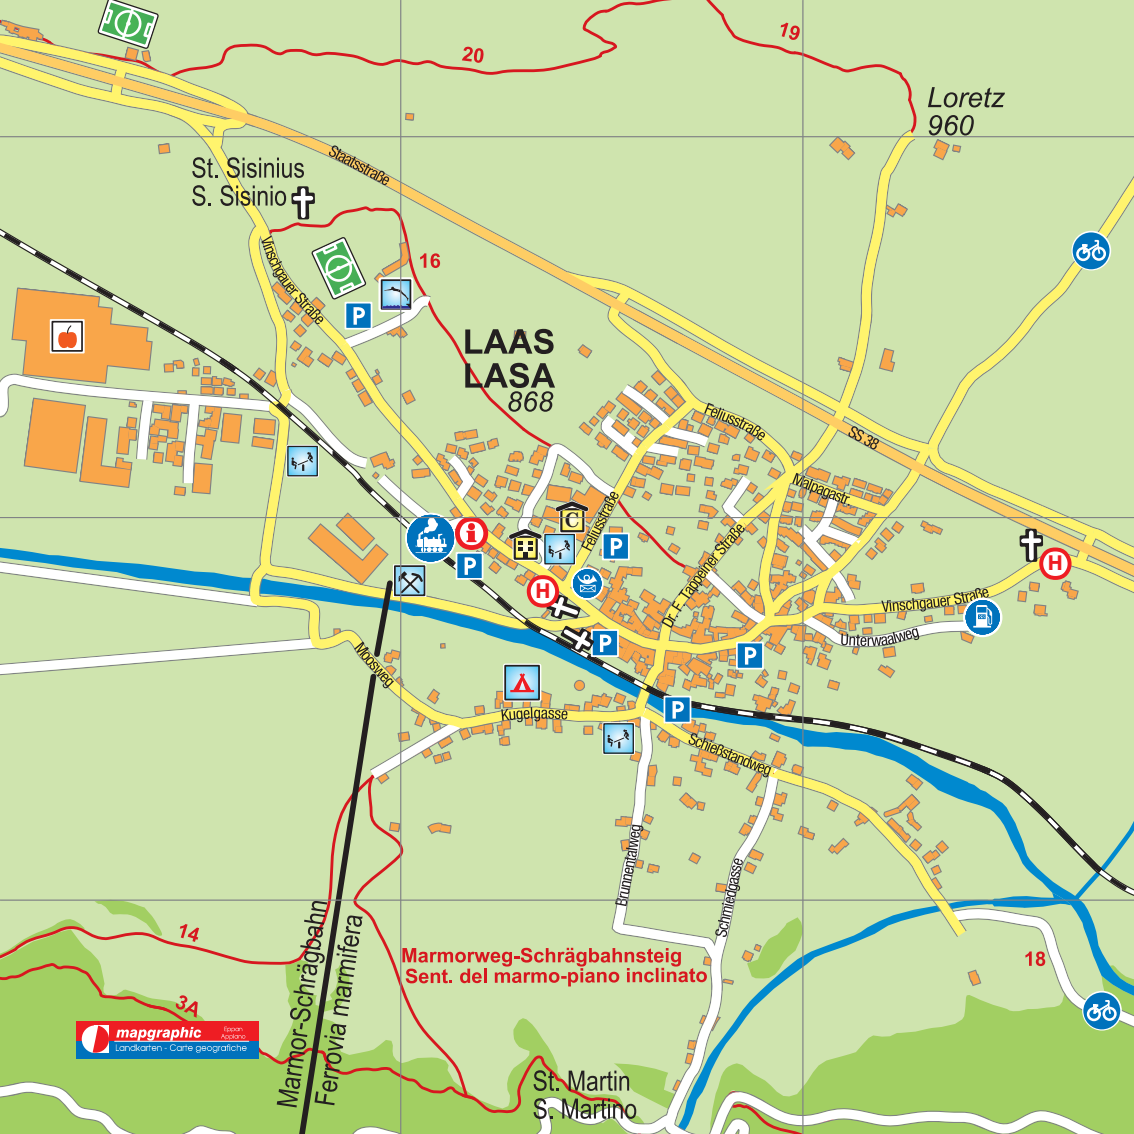 20
19
Loretz
960
Staatsstraße
St. Sisinius
S. Sisinio
16
Vinschgauer Straße
P
LAAS
LASA
868
Feliusstraße
SS 38
Malpagastr.
C
Feliusstraße
i
P
P
Dr. F. Tappeiner Straße
H
H
Vinschgauer Straße
Unterwaalweg
P
P
Moosweg
Kugelgasse
P
Schießstandweg
Brunnentalweg
Schmiedgasse
14
Marmorweg-Schrägbahnsteig
Sent. del marmo-piano inclinato
18
3A
Marmor-Schrägbahn
Ferrovia marmifera
mapgraphic
Eppan
Appiano
Landkarten - Carte geografiche
St. Martin
S. Martino